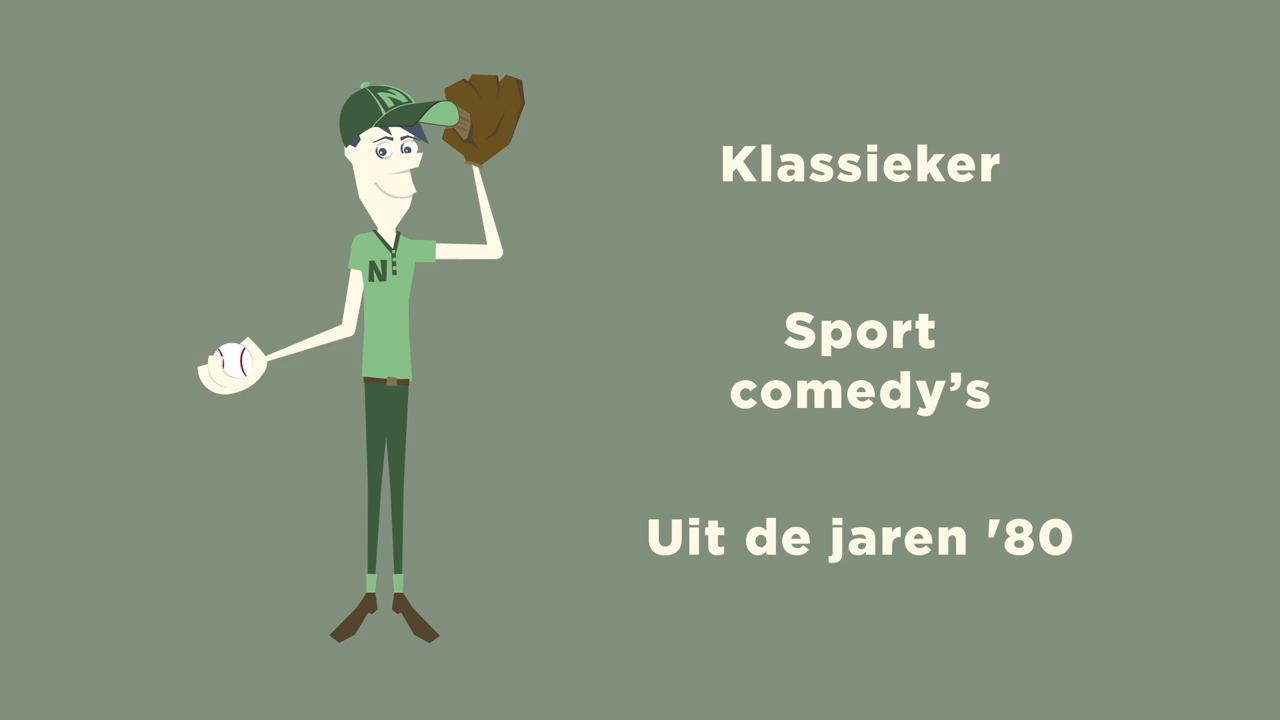 N
N
Klassieker
Sport
comedy’s
Uit de jaren '80